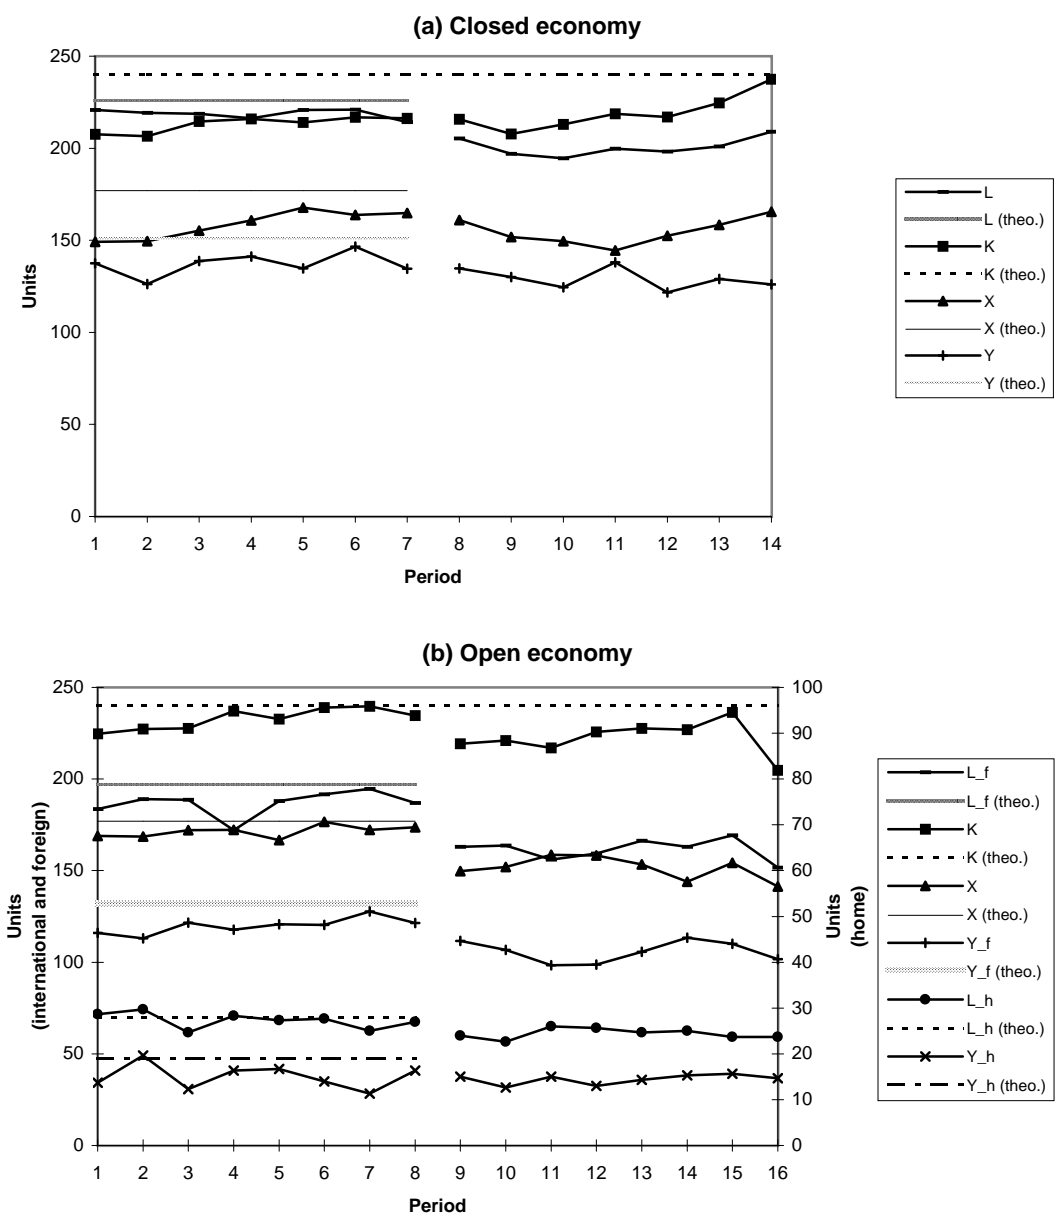 (a) Closed economy
250
200
150
100
50
0
Units
1 2 3 4 5 6 7 8 9 10 11 12 13 14
Period
L
L (theo.)
K
K (theo.)
X
X (theo.)
Y
Y (theo.)
(b) Open economy
250
200
150
100
50
0
Units
(international and foreign)
100
90
80
70
60
50
40
30
20
10
0
Units
(home)
1 2 3 4 5 6 7 8 9 10 11 12 13 14 15 16
Period
L_f
L_f (theo.)
K
K (theo.)
X
X (theo.)
Y_f
Y_f (theo.)
L_h
L_h (theo.)
Y_h
Y_h (theo.)